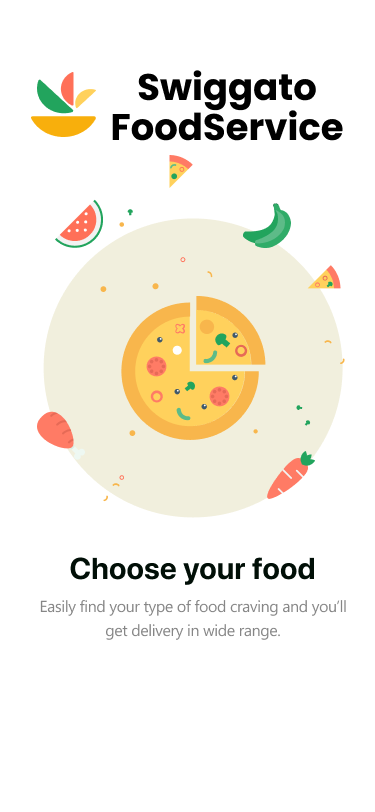 Swiggato
FoodService
Choose your food
Easily find your type of food craving and you’ll
get delivery in wide range.